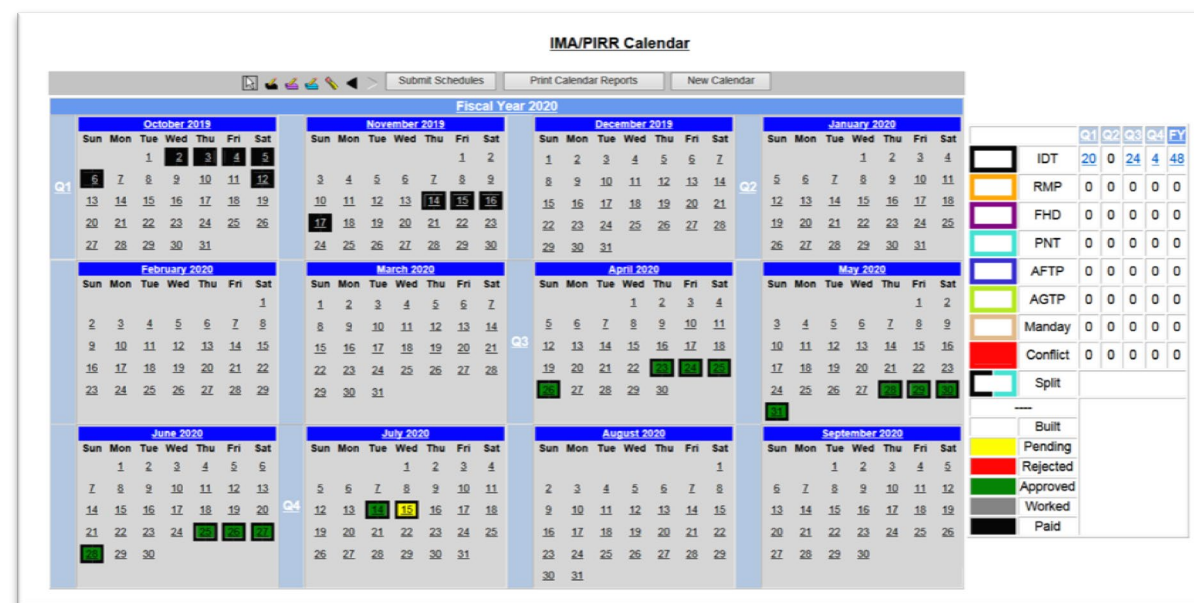 IMA/PIRR Calendar
Submit Schedules Print Calendar Reports New Calendar
Fiscal Year 2020
Q1
October 2019
Sun Mon Tue Wed Thu Fri Sat
1 2 3 4 5
6 7 8 9 10 11 12
13 14 15 16 17 18 19
20 21 22 23 24 25 26
27 28 29 30 31
November 2019
Sun Mon Tue Wed Thu Fri Sat
1 2
3 4 5 6 7 8 9
10 11 12 13 14 15 16
17 18 19 20 21 22 23
24 25 26 27 28 29 30
December 2019
Sun Mon Tue Wed Thu Fri Sat
1 2 3 4 5 6 7
8 9 10 11 12 13 14
15 16 17 18 19 20 21
22 23 24 25 26 27 28
29 30 31
Q2
January 2020
Sun Mon Tue Wed Thu Fri Sat
1 2 3 4
5 6 7 8 9 10 11
12 13 14 15 16 17 18
19 20 21 22 23 24 25
26 27 28 29 30 31
February 2020
Sun Mon Tue Wed Thu Fri Sat
1
2 3 4 5 6 7 8
9 10 11 12 13 14 15
16 17 18 19 20 21 22
23 24 25 26 27 28 29
March 2020
Sun Mon Tue Wed Thu Fri Sat
1 2 3 4 5 6 7
8 9 10 11 12 13 14
15 16 17 18 19 20 21
22 23 24 25 26 27 28
29 30 31
Q3
April 2020
Sun Mon Tue Wed Thu Fri Sat
1 2 3 4
5 6 7 8 9 10 11
12 13 14 15 16 17 18
19 20 21 22 23 24 25
26 27 28 29 30
May 2020
Sun Mon Tue Wed Thu Fri Sat
1 2
3 4 5 6 7 8 9
10 11 12 13 14 15 16
17 18 19 20 21 22 23
24 25 26 27 28 29 30
31
June 2020
Sun Mon Tue Wed Thu Fri Sat
1 2 3 4 5 6
7 8 9 10 11 12 13
14 15 16 17 18 19 20
21 22 23 24 25 26 27
28 29 30
Q4
July 2020
Sun Mon Tue Wed Thu Fri Sat
1 2 3 4
5 6 7 8 9 10 11
12 13 14 15 16 17 18
19 20 21 22 23 24 25
26 27 28 29 30 31
August 2020
Sun Mon Tue Wed Thu Fri Sat
1
2 3 4 5 6 7 8
9 10 11 12 13 14 15
16 17 18 19 20 21 22
23 24 25 26 27 28 29
30 31
September 2020
Sun Mon Tue Wed Thu Fri Sat
1 2 3 4 5
6 7 8 9 10 11 12
13 14 15 16 17 18 19
20 21 22 23 24 25 26
27 28 29 30
Q1 Q2 Q3 Q4 FY
IDT 20 0 24 4 48
RMP 0 0 0 0 0
FHD 0 0 0 0 0
PNT 0 0 0 0 0
AFTP 0 0 0 0 0
AGTP 0 0 0 0 0
Manday 0 0 0 0 0
Conflict 0 0 0 0 0
Split
----
Built
Pending
Rejected
Approved
Worked
Paid